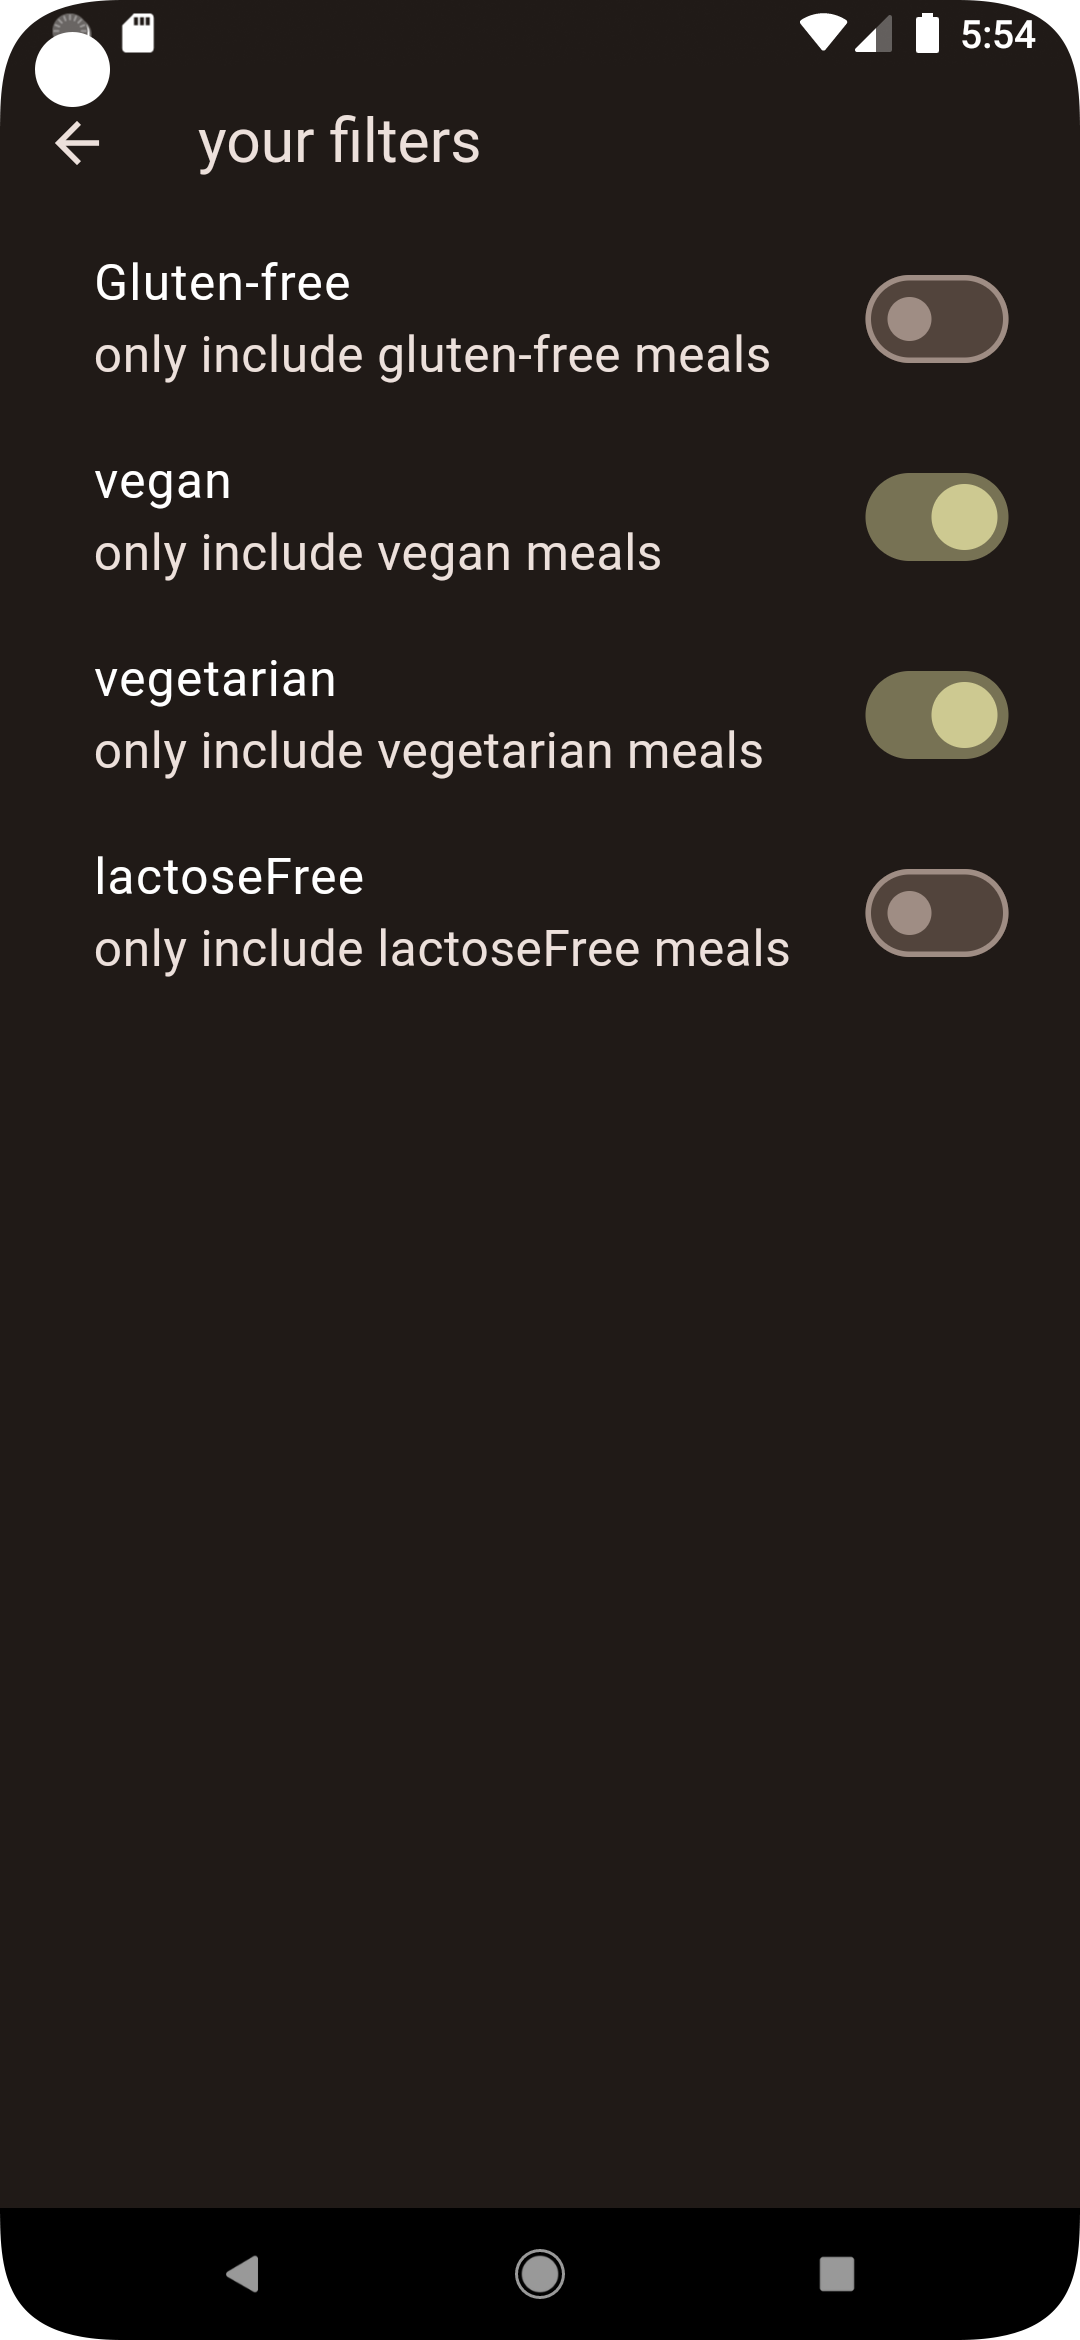 5:54
your filters
Gluten-free
only include gluten-free meals
vegan
only include vegan meals
vegetarian
only include vegetarian meals
lactoseFree
only include lactoseFree meals